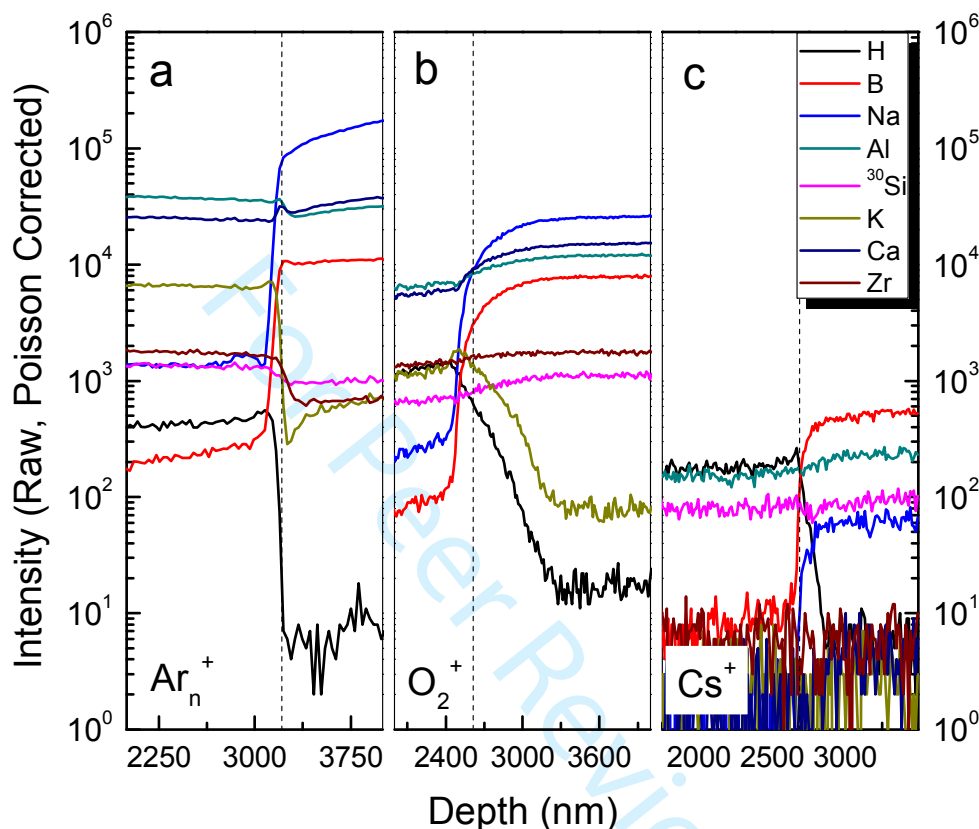 Intensity (Raw, Poisson Corrected)
10^6
10^5
10^4
10^3
10^2
10^1
10^0
a
Ar_n^+
2250 3000 3750
b
O_2^+
2400 3000 3600
c
Cs^+
2000 2500 3000
H
B
Na
Al
^30Si
K
Ca
Zr
10^6
10^5
10^4
10^3
10^2
10^1
10^0
Depth (nm)
For Peer Review